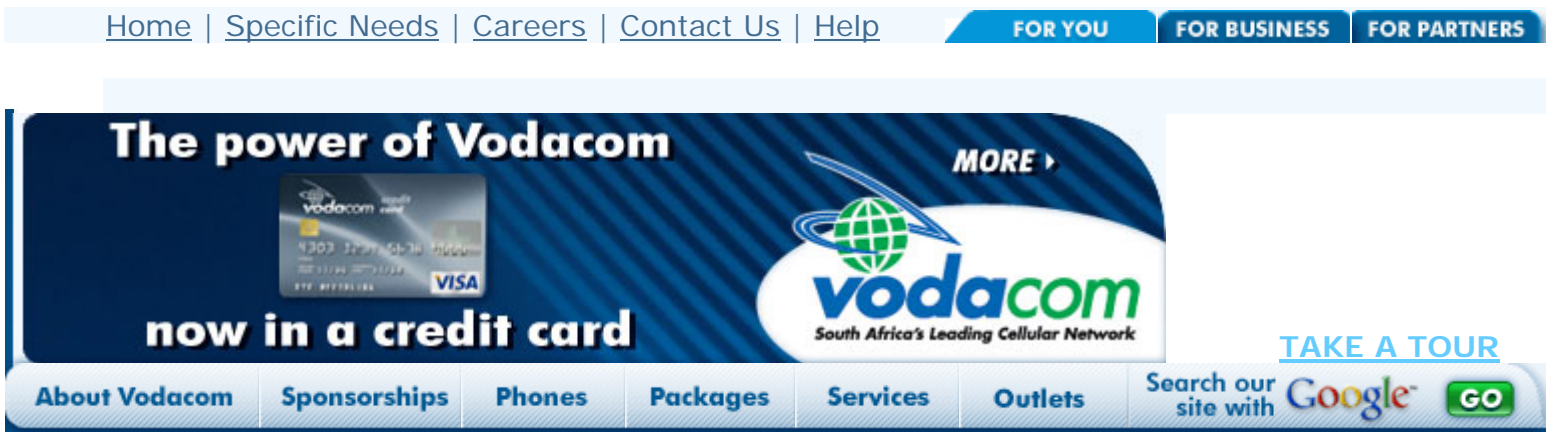 Home | Specific Needs | Careers | Contact Us | Help
FOR YOU
FOR BUSINESS
FOR PARTNERS
The power of Vodacom
MORE
vodacom credit card
VISA
now in a credit card
vodacom
South Africa's Leading Cellular Network
TAKE A TOUR
About Vodacom
Sponsorships
Phones
Packages
Services
Outlets
Search our
site with Google
GO